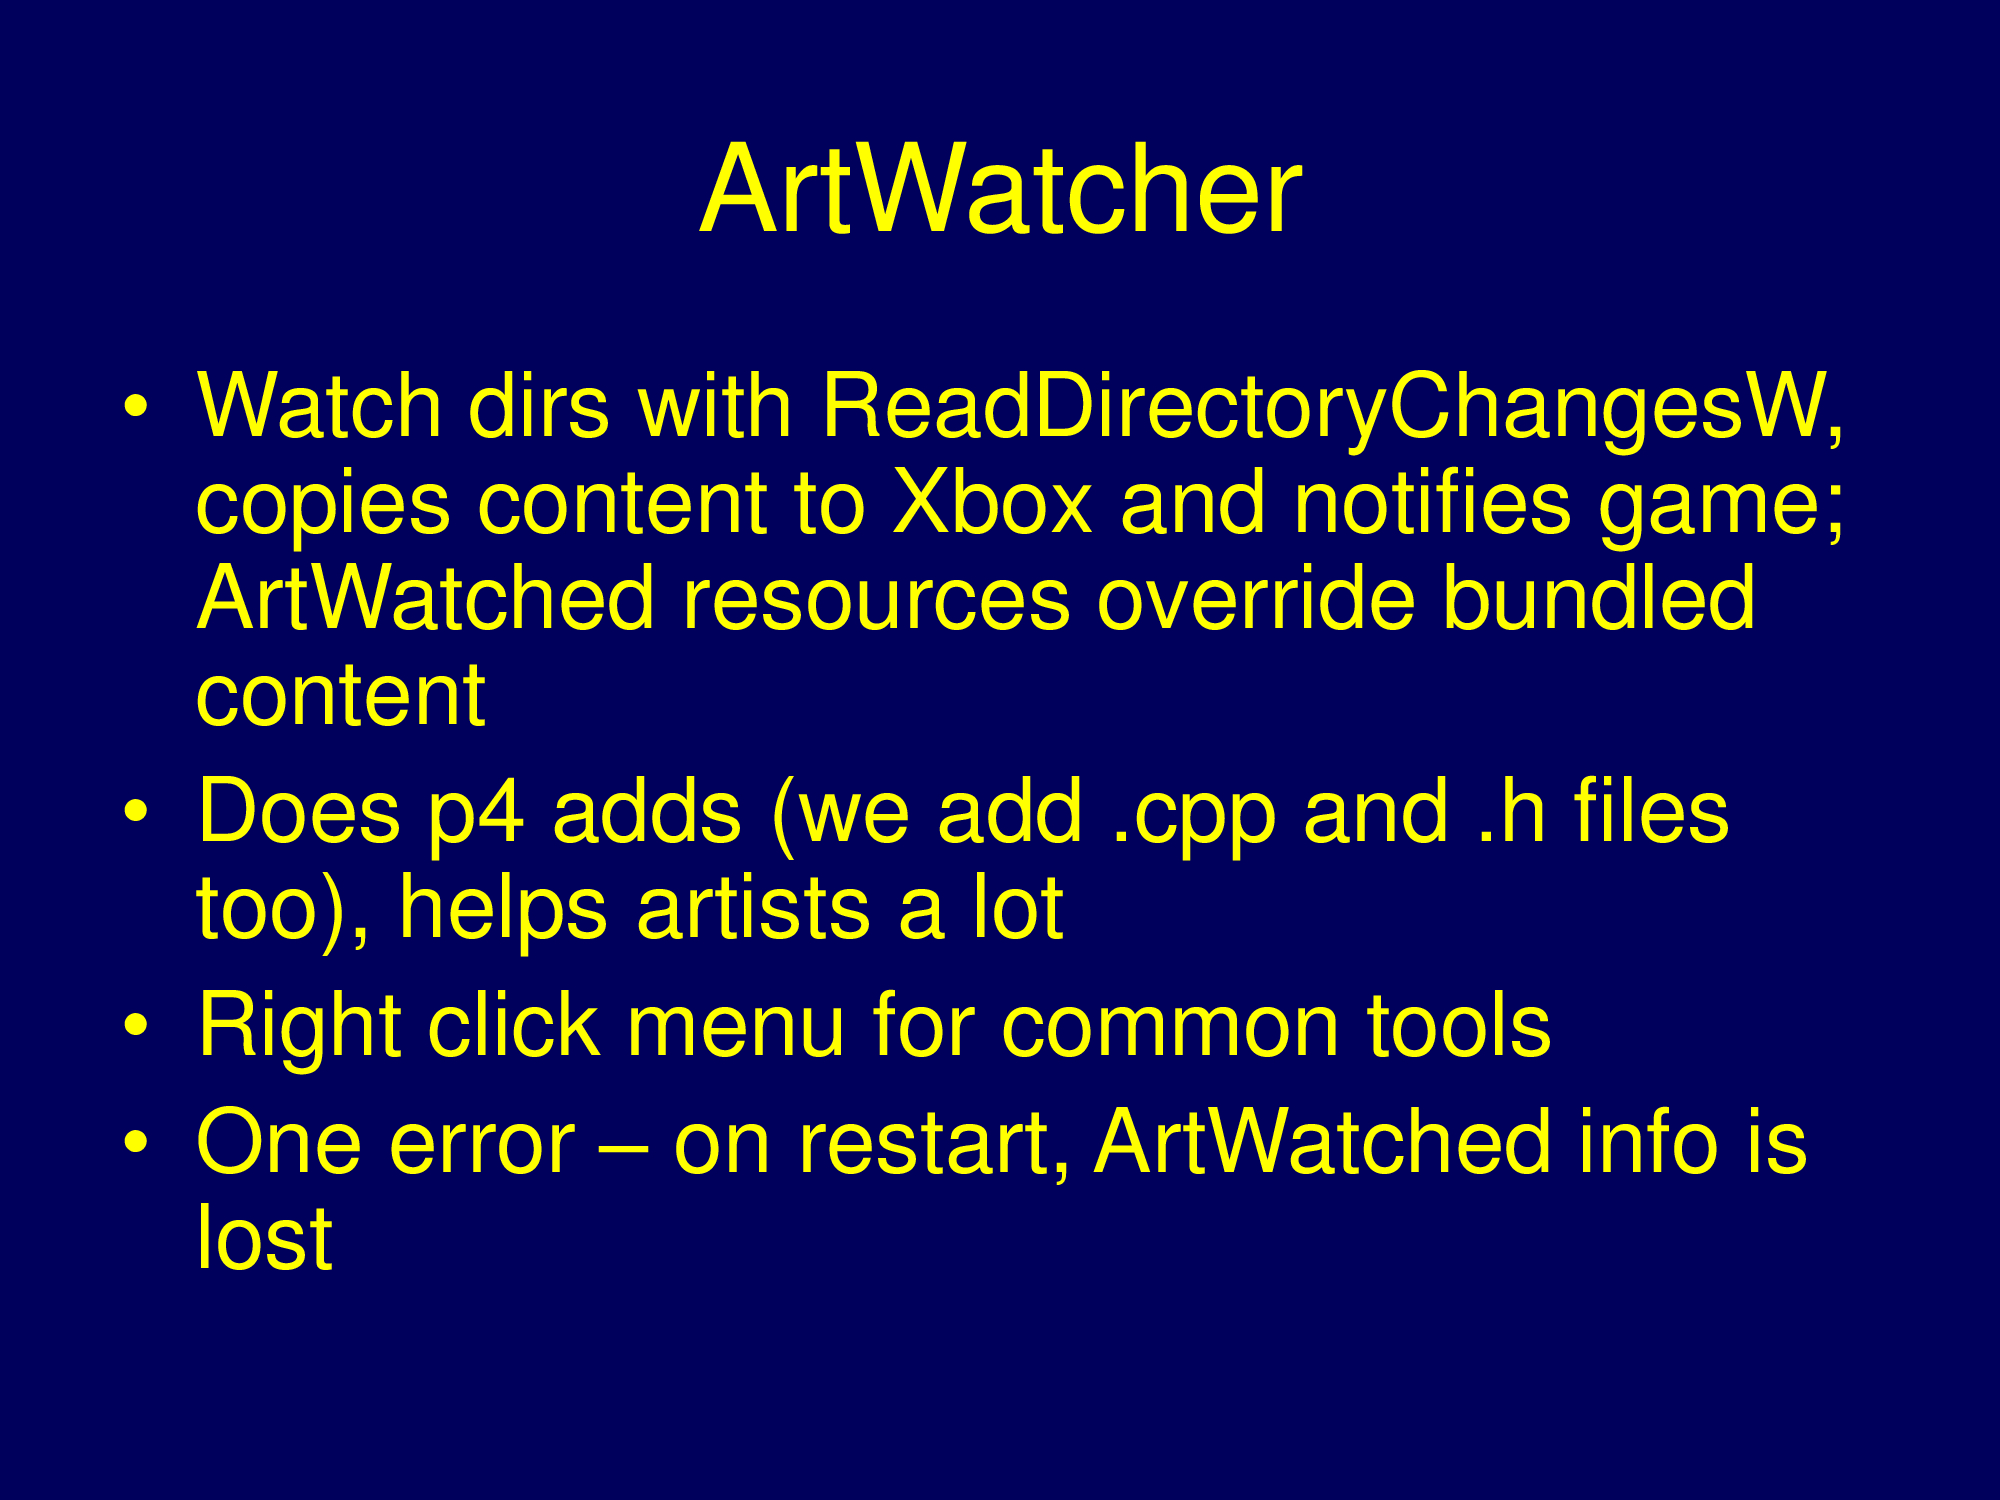 ArtWatcher
• Watch dirs with ReadDirectoryChangesW,
copies content to Xbox and notifies game;
ArtWatched resources override bundled
content
• Does p4 adds (we add .cpp and .h files
too), helps artists a lot
• Right click menu for common tools
• One error – on restart, ArtWatched info is
lost